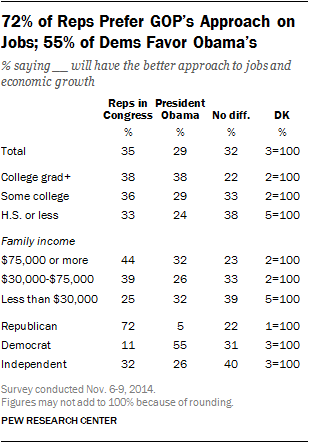 72% of Reps Prefer GOP's Approach on
Jobs; 55% of Dems Favor Obama's
% saying __ will have the better approach to jobs and
economic growth
Reps in Congress President Obama No diff. DK
% % % %
Total 35 29 32 3=100
College grad+ 38 38 22 2=100
Some college 36 29 33 2=100
H.S. or less 33 24 38 5=100
Family income
$75,000 or more 44 32 23 2=100
$30,000-$75,000 39 26 33 2=100
Less than $30,000 25 32 39 5=100
Republican 72 5 22 1=100
Democrat 11 55 31 3=100
Independent 32 26 40 3=100
Survey conducted Nov. 6-9, 2014.
Figures may not add to 100% because of rounding.
PEW RESEARCH CENTER